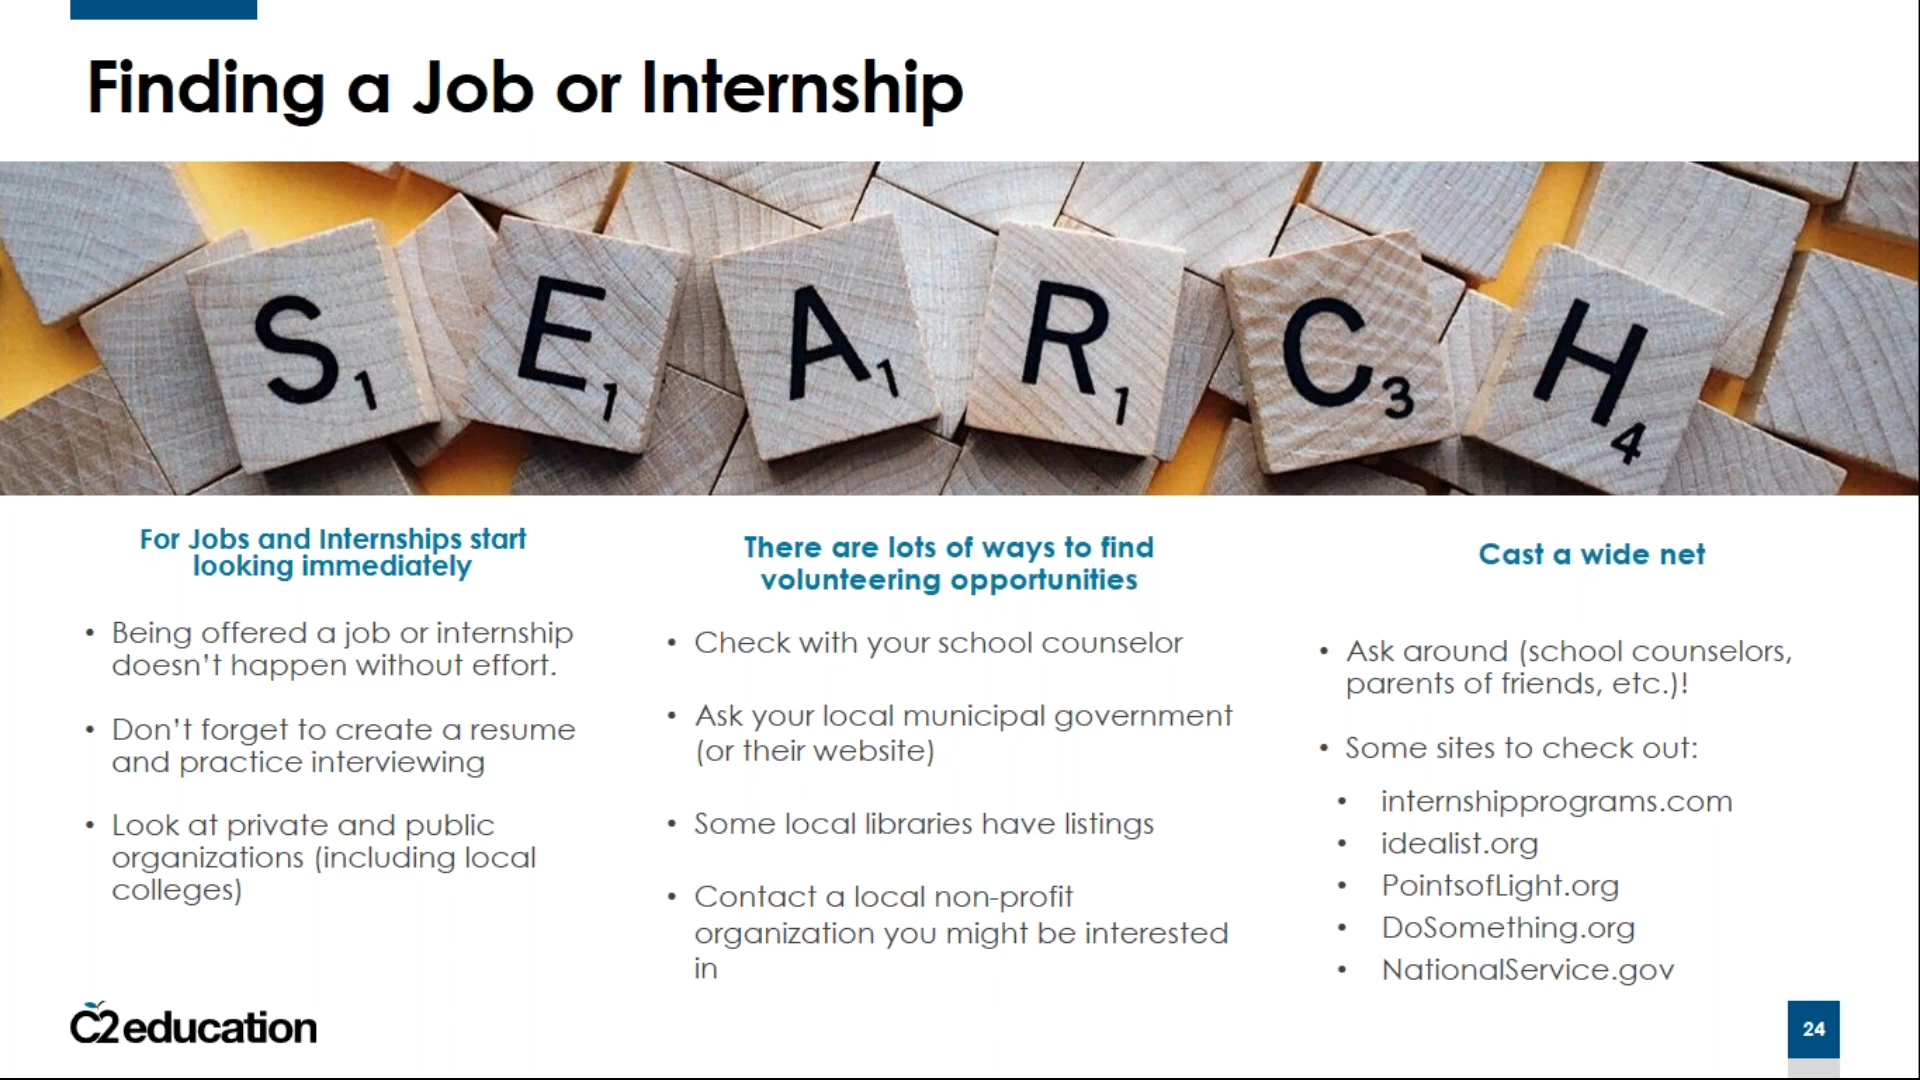 Finding a Job or Internship
S1 E1 A1 R1 C3 H4
For Jobs and Internships start
looking immediately
• Being offered a job or internship
doesn't happen without effort.
• Don't forget to create a resume
and practice interviewing
• Look at private and public
organizations (including local
colleges)
There are lots of ways to find
volunteering opportunities
• Check with your school counselor
• Ask your local municipal government
(or their website)
• Some local libraries have listings
• Contact a local non-profit
organization you might be interested
in
Cast a wide net
• Ask around (school counselors,
parents of friends, etc.)!
• Some sites to check out:
• internshipprograms.com
• idealist.org
• PointsofLight.org
• DoSomething.org
• NationalService.gov
C2education
24